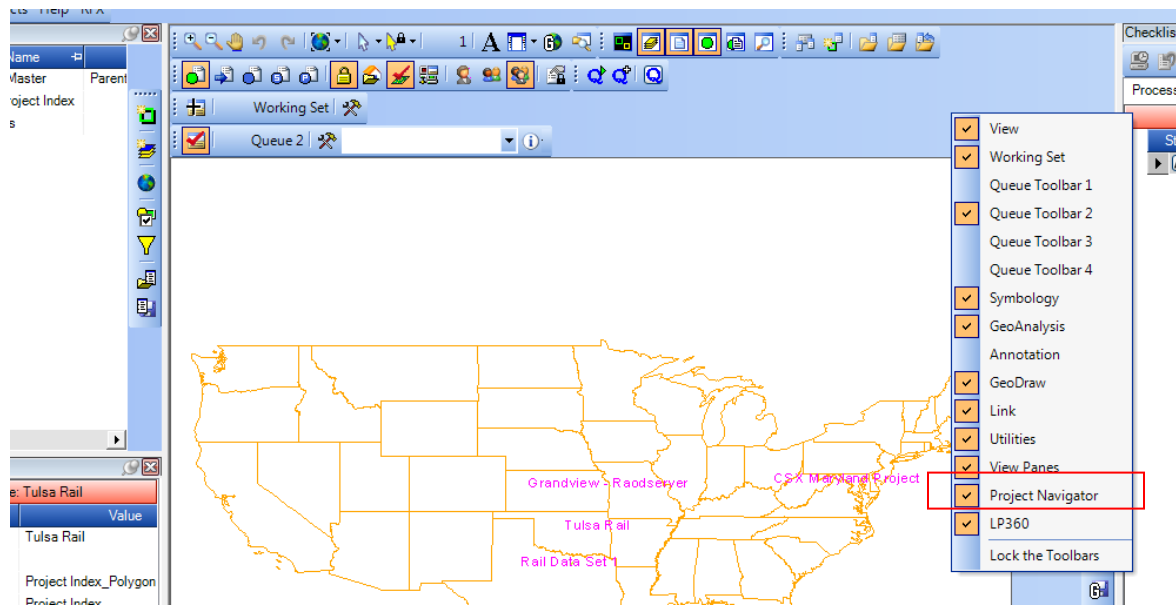 Help RFX
Name
Master Parent
roject Index
s
1
A
Working Set
Queue 2
Checklis
Process
St
View
Working Set
Queue Toolbar 1
Queue Toolbar 2
Queue Toolbar 3
Queue Toolbar 4
Symbology
GeoAnalysis
Annotation
GeoDraw
Link
Utilities
View Panes
Project Navigator
LP360
Lock the Toolbars
Grandview - Raodserver
CSX Maryland Project
Tulsa Rail
Rail Data Set 1
e: Tulsa Rail
Value
Tulsa Rail
Project Index_Polygon
Project Index